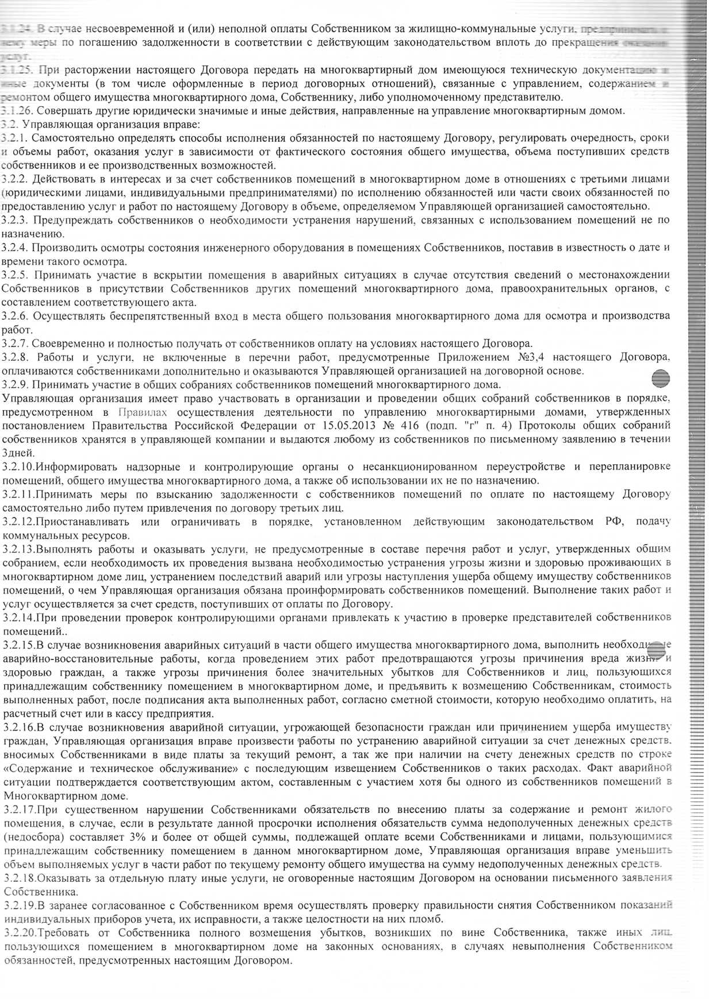 3.1.24. В случае несвоевременной и (или) неполной оплаты Собственником за жилищно-коммунальные услуги, предпринимать к
нему меры по погашению задолженности в соответствии с действующим законодательством вплоть до прекращения оказания
услуг.
3.1.25. При расторжении настоящего Договора передать на многоквартирный дом имеющуюся техническую документацию и
иные документы (в том числе оформленные в период договорных отношений), связанные с управлением, содержанием и
ремонтом общего имущества многоквартирного дома, Собственнику, либо уполномоченному представителю.
3.1.26. Совершать другие юридически значимые и иные действия, направленные на управление многоквартирным домом.
3.2. Управляющая организация вправе:
3.2.1. Самостоятельно определять способы исполнения обязанностей по настоящему Договору, регулировать очередность, сроки
и объемы работ, оказания услуг в зависимости от фактического состояния общего имущества, объема поступивших средств
собственников и ее производственных возможностей.
3.2.2. Действовать в интересах и за счет собственников помещений в многоквартирном доме в отношениях с третьими лицами
(юридическими лицами, индивидуальными предпринимателями) по исполнению обязанностей или части своих обязанностей по
предоставлению услуг и работ по настоящему Договору в объеме, определяемом Управляющей организацией самостоятельно.
3.2.3. Предупреждать собственников о необходимости устранения нарушений, связанных с использованием помещений не по
назначению.
3.2.4. Производить осмотры состояния инженерного оборудования в помещениях Собственников, поставив в известность о дате и
времени такого осмотра.
3.2.5. Принимать участие в вскрытии помещения в аварийных ситуациях в случае отсутствия сведений о местонахождении
Собственников в присутствии Собственников других помещений многоквартирного дома, правоохранительных органов, с
составлением соответствующего акта.
3.2.6. Осуществлять беспрепятственный вход в места общего пользования многоквартирного дома для осмотра и производства
работ.
3.2.7. Своевременно и полностью получать от собственников оплату на условиях настоящего Договора.
3.2.8. Работы и услуги, не включенные в перечни работ, предусмотренные Приложением №3,4 настоящего Договора,
оплачиваются собственниками дополнительно и оказываются Управляющей организацией на договорной основе.
3.2.9. Принимать участие в общих собраниях собственников помещений многоквартирного дома.
Управляющая организация имеет право участвовать в организации и проведении общих собраний собственников в порядке,
предусмотренном в Правилах осуществления деятельности по управлению многоквартирными домами, утвержденных
постановлением Правительства Российской Федерации от 15.05.2013 № 416 (подп. "г" п. 4) Протоколы общих собраний
собственников хранятся в управляющей компании и выдаются любому из собственников по письменному заявлению в течении
3дней.
3.2.10.Информировать надзорные и контролирующие органы о несанкционированном переустройстве и перепланировке
помещений, общего имущества многоквартирного дома, а также об использовании их не по назначению.
3.2.11.Принимать меры по взысканию задолженности с собственников помещений по оплате по настоящему Договору
самостоятельно либо путем привлечения по договору третьих лиц.
3.2.12.Приостанавливать или ограничивать в порядке, установленном действующим законодательством РФ, подачу
коммунальных ресурсов.
3.2.13.Выполнять работы и оказывать услуги, не предусмотренные в составе перечня работ и услуг, утвержденных общим
собранием, если необходимость их проведения вызвана необходимостью устранения угрозы жизни и здоровью проживающих в
многоквартирном доме лиц, устранением последствий аварий или угрозы наступления ущерба общему имуществу собственников
помещений, о чем Управляющая организация обязана проинформировать собственников помещений. Выполнение таких работ и
услуг осуществляется за счет средств, поступивших от оплаты по Договору.
3.2.14.При проведении проверок контролирующими органами привлекать к участию в проверке представителей собственников
помещений..
3.2.15.В случае возникновения аварийных ситуаций в части общего имущества многоквартирного дома, выполнить необходимые
аварийно-восстановительные работы, когда проведением этих работ предотвращаются угрозы причинения вреда жизни и
здоровью граждан, а также угрозы причинения более значительных убытков для Собственников и лиц, пользующихся
принадлежащим собственнику помещением в многоквартирном доме, и предъявить к возмещению Собственникам, стоимость
выполненных работ, после подписания акта выполненных работ, согласно сметной стоимости, которую необходимо оплатить, на
расчетный счет или в кассу предприятия.
3.2.16.В случае возникновения аварийной ситуации, угрожающей безопасности граждан или причинением ущерба имуществу
граждан, Управляющая организация вправе произвести работы по устранению аварийной ситуации за счет денежных средств,
вносимых Собственниками в виде платы за текущий ремонт, а так же при наличии на счету денежных средств по строке
«Содержание и техническое обслуживание» с последующим извещением Собственников о таких расходах. Факт аварийной
ситуации подтверждается соответствующим актом, составленным с участием хотя бы одного из собственников помещений в
Многоквартирном доме.
3.2.17.При существенном нарушении Собственниками обязательств по внесению платы за содержание и ремонт жилого
помещения, в случае, если в результате данной просрочки исполнения обязательств сумма недополученных денежных средств
(недосбора) составляет 3% и более от общей суммы, подлежащей оплате всеми Собственниками и лицами, пользующимися
принадлежащим собственнику помещением в данном многоквартирном доме, Управляющая организация вправе уменьшить
объем выполняемых услуг в части работ по текущему ремонту общего имущества на сумму недополученных денежных средств.
3.2.18.Оказывать за отдельную плату иные услуги, не оговоренные настоящим Договором на основании письменного заявления
Собственника.
3.2.19.В заранее согласованное с Собственником время осуществлять проверку правильности снятия Собственником показаний
индивидуальных приборов учета, их исправности, а также целостности на них пломб.
3.2.20.Требовать от Собственника полного возмещения убытков, возникших по вине Собственника, также иных лиц,
пользующихся помещением в многоквартирном доме на законных основаниях, в случаях невыполнения Собственником
обязанностей, предусмотренных настоящим Договором.